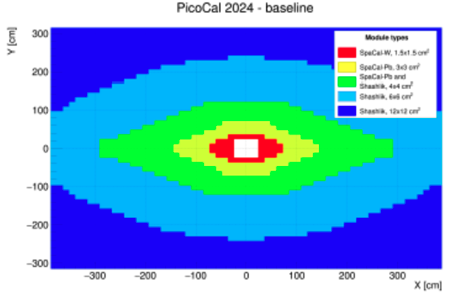 PicoCal 2024 - baseline
Y [cm]
Module types
SpaCal-W, 1.5x1.5 cm²
SpaCal-Pb, 3x3 cm²
SpaCal-Pb and
Shashlik, 4x4 cm²
Shashlik, 6x6 cm²
Shashlik, 12x12 cm²
300
200
100
0
−100
−200
−300
−300 −200 −100 0 100 200 300
X [cm]